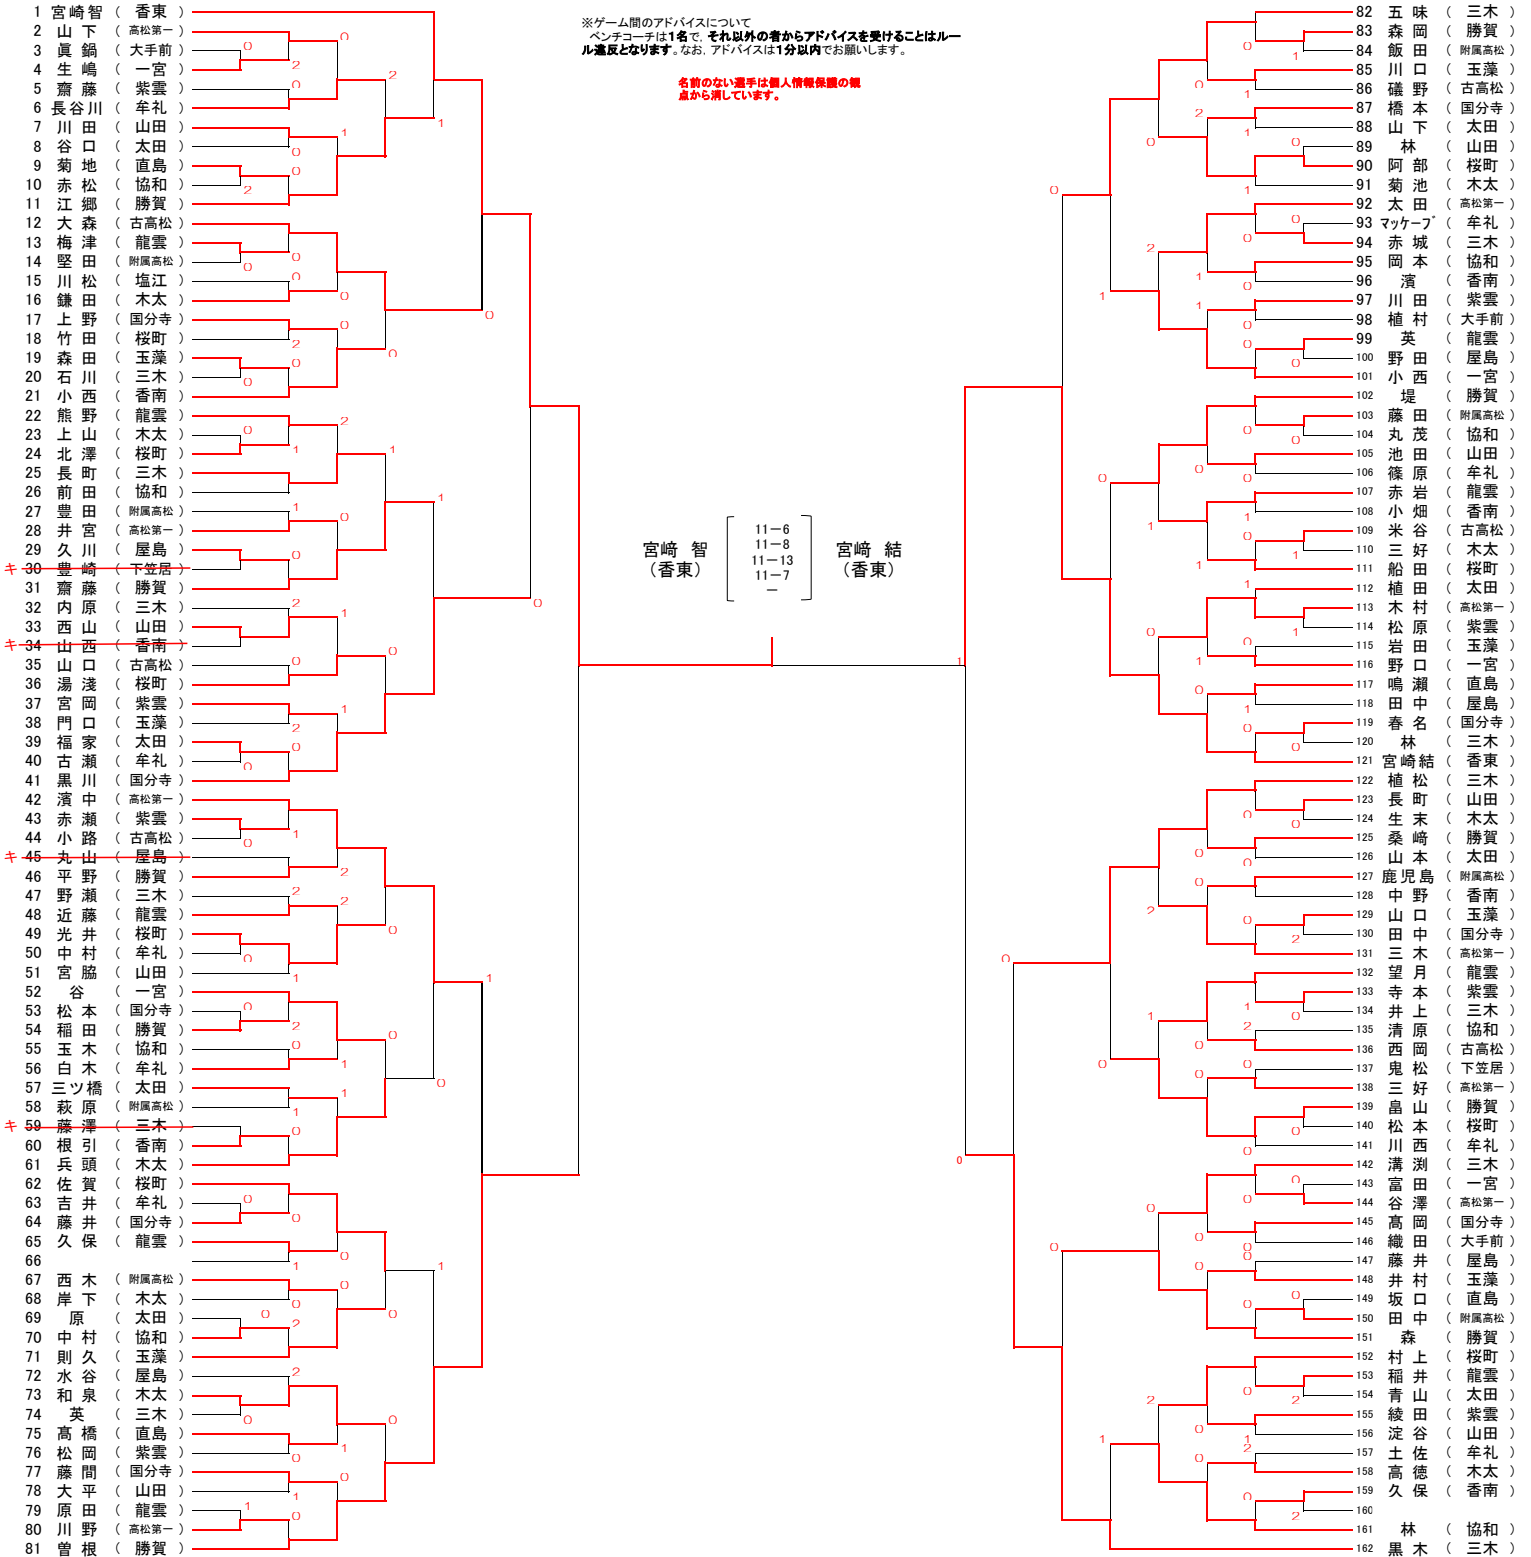 ※ゲーム間のアドバイスについて
ベンチコーチは1名で、それ以外の者からアドバイスを受けることはルー
ル違反となります。なお、アドバイスは1分以内でお願いします。
名前のない選手は個人情報保護の観
点から消しています。
1 宮崎智 （ 香東 ）
2 山下 （ 高松第一 ）
3 眞鍋 （ 大手前 ）
4 生嶋 （ 一宮 ）
5 齋藤 （ 紫雲 ）
6 長谷川 （ 牟礼 ）
7 川田 （ 山田 ）
8 谷口 （ 太田 ）
9 菊地 （ 直島 ）
10 赤松 （ 協和 ）
11 江郷 （ 勝賀 ）
12 大森 （ 古高松 ）
13 梅津 （ 龍雲 ）
14 堅田 （ 附属高松 ）
15 川松 （ 塩江 ）
16 鎌田 （ 木太 ）
17 上野 （ 国分寺 ）
18 竹田 （ 桜町 ）
19 森田 （ 玉藻 ）
20 石川 （ 三木 ）
21 小西 （ 香南 ）
22 熊野 （ 龍雲 ）
23 上山 （ 木太 ）
24 北澤 （ 桜町 ）
25 長町 （ 三木 ）
26 前田 （ 協和 ）
27 豊田 （ 附属高松 ）
28 井宮 （ 高松第一 ）
29 久川 （ 屋島 ）
キ 30 豊崎 （ 下笠居 ）
31 齋藤 （ 勝賀 ）
32 内原 （ 三木 ）
33 西山 （ 山田 ）
キ 34 山西 （ 香南 ）
35 山口 （ 古高松 ）
36 湯淺 （ 桜町 ）
37 宮岡 （ 紫雲 ）
38 門口 （ 玉藻 ）
39 福家 （ 太田 ）
40 古瀬 （ 牟礼 ）
41 黒川 （ 国分寺 ）
42 濱中 （ 高松第一 ）
43 赤瀬 （ 紫雲 ）
44 小路 （ 古高松 ）
キ 45 丸山 （ 屋島 ）
46 平野 （ 勝賀 ）
47 野瀬 （ 三木 ）
48 近藤 （ 龍雲 ）
49 光井 （ 桜町 ）
50 中村 （ 牟礼 ）
51 宮脇 （ 山田 ）
52 谷 （ 一宮 ）
53 松本 （ 国分寺 ）
54 稲田 （ 勝賀 ）
55 玉木 （ 協和 ）
56 白木 （ 牟礼 ）
57 三ツ橋 （ 太田 ）
58 萩原 （ 附属高松 ）
キ 59 藤澤 （ 三木 ）
60 根引 （ 香南 ）
61 兵頭 （ 木太 ）
62 佐賀 （ 桜町 ）
63 吉井 （ 牟礼 ）
64 藤井 （ 国分寺 ）
65 久保 （ 龍雲 ）
66
67 西木 （ 附属高松 ）
68 岸下 （ 木太 ）
69 原 （ 太田 ）
70 中村 （ 協和 ）
71 則久 （ 玉藻 ）
72 水谷 （ 屋島 ）
73 和泉 （ 木太 ）
74 英 （ 三木 ）
75 髙橋 （ 直島 ）
76 松岡 （ 紫雲 ）
77 藤間 （ 国分寺 ）
78 大平 （ 山田 ）
79 原田 （ 龍雲 ）
80 川野 （ 高松第一 ）
81 曽根 （ 勝賀 ）
宮﨑 智
（香東）
11－6
11－8
11－13
11－7
－
宮﨑 結
（香東）
82 五味 （ 三木 ）
83 森岡 （ 勝賀 ）
84 飯田 （ 附属高松 ）
85 川口 （ 玉藻 ）
86 礒野 （ 古高松 ）
87 橋本 （ 国分寺 ）
88 山下 （ 太田 ）
89 林 （ 山田 ）
90 阿部 （ 桜町 ）
91 菊池 （ 木太 ）
92 太田 （ 高松第一 ）
93 マッケーブ （ 牟礼 ）
94 赤城 （ 三木 ）
95 岡本 （ 協和 ）
96 濱 （ 香南 ）
97 川田 （ 紫雲 ）
98 植村 （ 大手前 ）
99 英 （ 龍雲 ）
100 野田 （ 屋島 ）
101 小西 （ 一宮 ）
102 堤 （ 勝賀 ）
103 藤田 （ 附属高松 ）
104 丸茂 （ 協和 ）
105 池田 （ 山田 ）
106 篠原 （ 牟礼 ）
107 赤岩 （ 龍雲 ）
108 小畑 （ 香南 ）
109 米谷 （ 古高松 ）
110 三好 （ 木太 ）
111 船田 （ 桜町 ）
112 植田 （ 太田 ）
113 木村 （ 高松第一 ）
114 松原 （ 紫雲 ）
115 岩田 （ 玉藻 ）
116 野口 （ 一宮 ）
117 鳴瀬 （ 直島 ）
118 田中 （ 屋島 ）
119 春名 （ 国分寺 ）
120 林 （ 三木 ）
121 宮崎結 （ 香東 ）
122 植松 （ 三木 ）
123 長町 （ 山田 ）
124 生末 （ 木太 ）
125 桑﨑 （ 勝賀 ）
126 山本 （ 太田 ）
127 鹿児島 （ 附属高松 ）
128 中野 （ 香南 ）
129 山口 （ 玉藻 ）
130 田中 （ 国分寺 ）
131 三木 （ 高松第一 ）
132 望月 （ 龍雲 ）
133 寺本 （ 紫雲 ）
134 井上 （ 三木 ）
135 清原 （ 協和 ）
136 西岡 （ 古高松 ）
137 鬼松 （ 下笠居 ）
138 三好 （ 高松第一 ）
139 畠山 （ 勝賀 ）
140 松本 （ 桜町 ）
141 川西 （ 牟礼 ）
142 溝渕 （ 三木 ）
143 富田 （ 一宮 ）
144 谷澤 （ 高松第一 ）
145 髙岡 （ 国分寺 ）
146 織田 （ 大手前 ）
147 藤井 （ 屋島 ）
148 井村 （ 玉藻 ）
149 坂口 （ 直島 ）
150 田中 （ 附属高松 ）
151 森 （ 勝賀 ）
152 村上 （ 桜町 ）
153 稲井 （ 龍雲 ）
154 青山 （ 太田 ）
155 綾田 （ 紫雲 ）
156 淀谷 （ 山田 ）
157 土佐 （ 牟礼 ）
158 高徳 （ 木太 ）
159 久保 （ 香南 ）
160
161 林 （ 協和 ）
162 黒木 （ 三木 ）